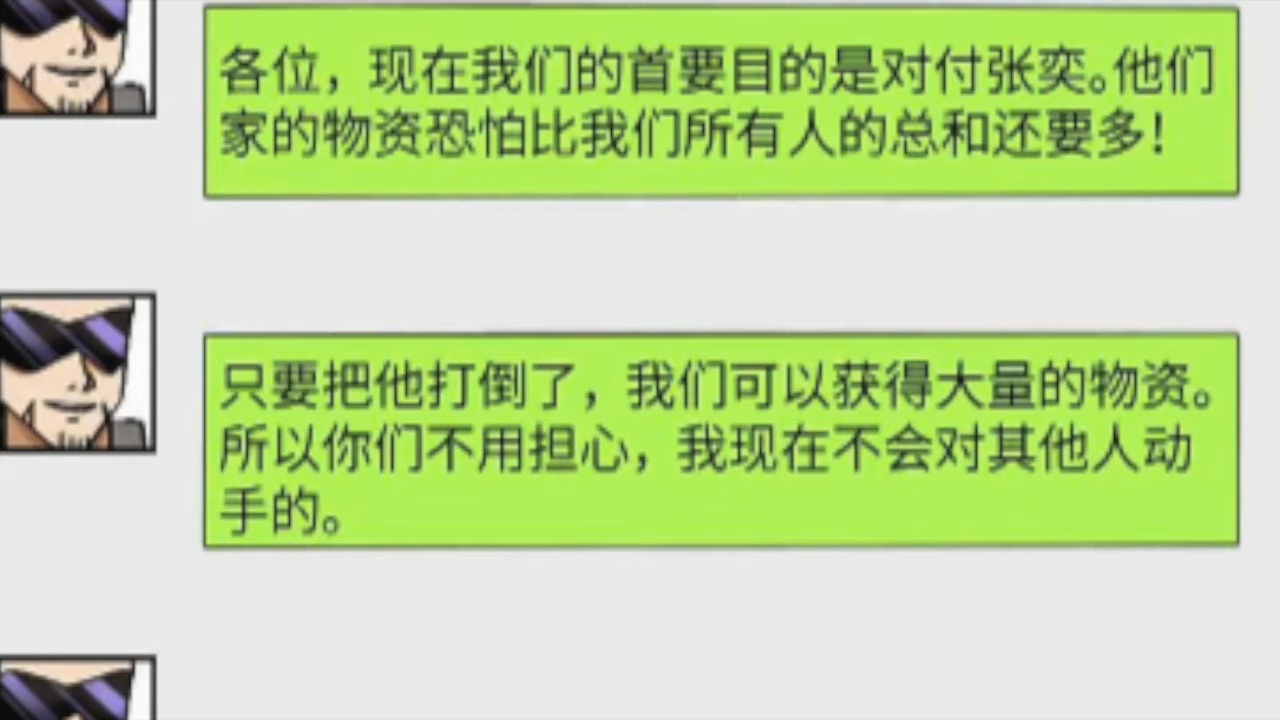 各位，现在我们的首要目的是对付张奕。他们
家的物资恐怕比我们所有人的总和还要多！
只要把他打倒了，我们可以获得大量的物资。
所以你们不用担心，我现在不会对其他人动
手的。